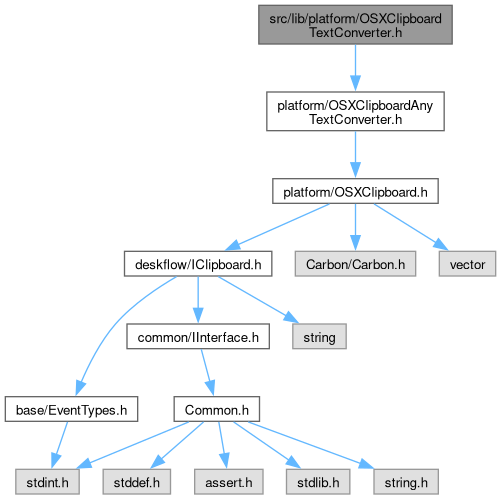 src/lib/platform/OSXClipboard
TextConverter.h
platform/OSXClipboardAny
TextConverter.h
platform/OSXClipboard.h
deskflow/IClipboard.h
Carbon/Carbon.h
vector
common/IInterface.h
string
base/EventTypes.h
Common.h
stdint.h
stddef.h
assert.h
stdlib.h
string.h